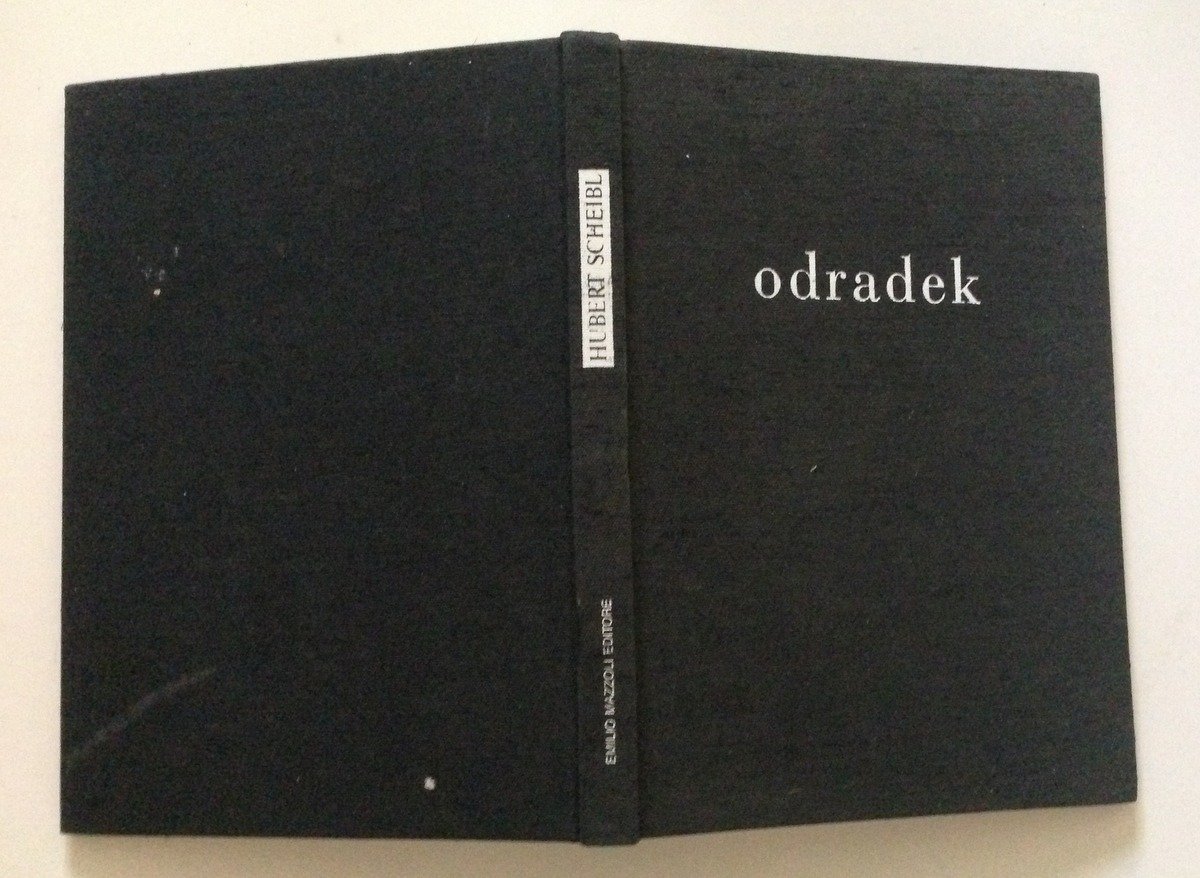 HUBERT SCHEIBL
EMILIO MAZZOLI EDITORE
odradek